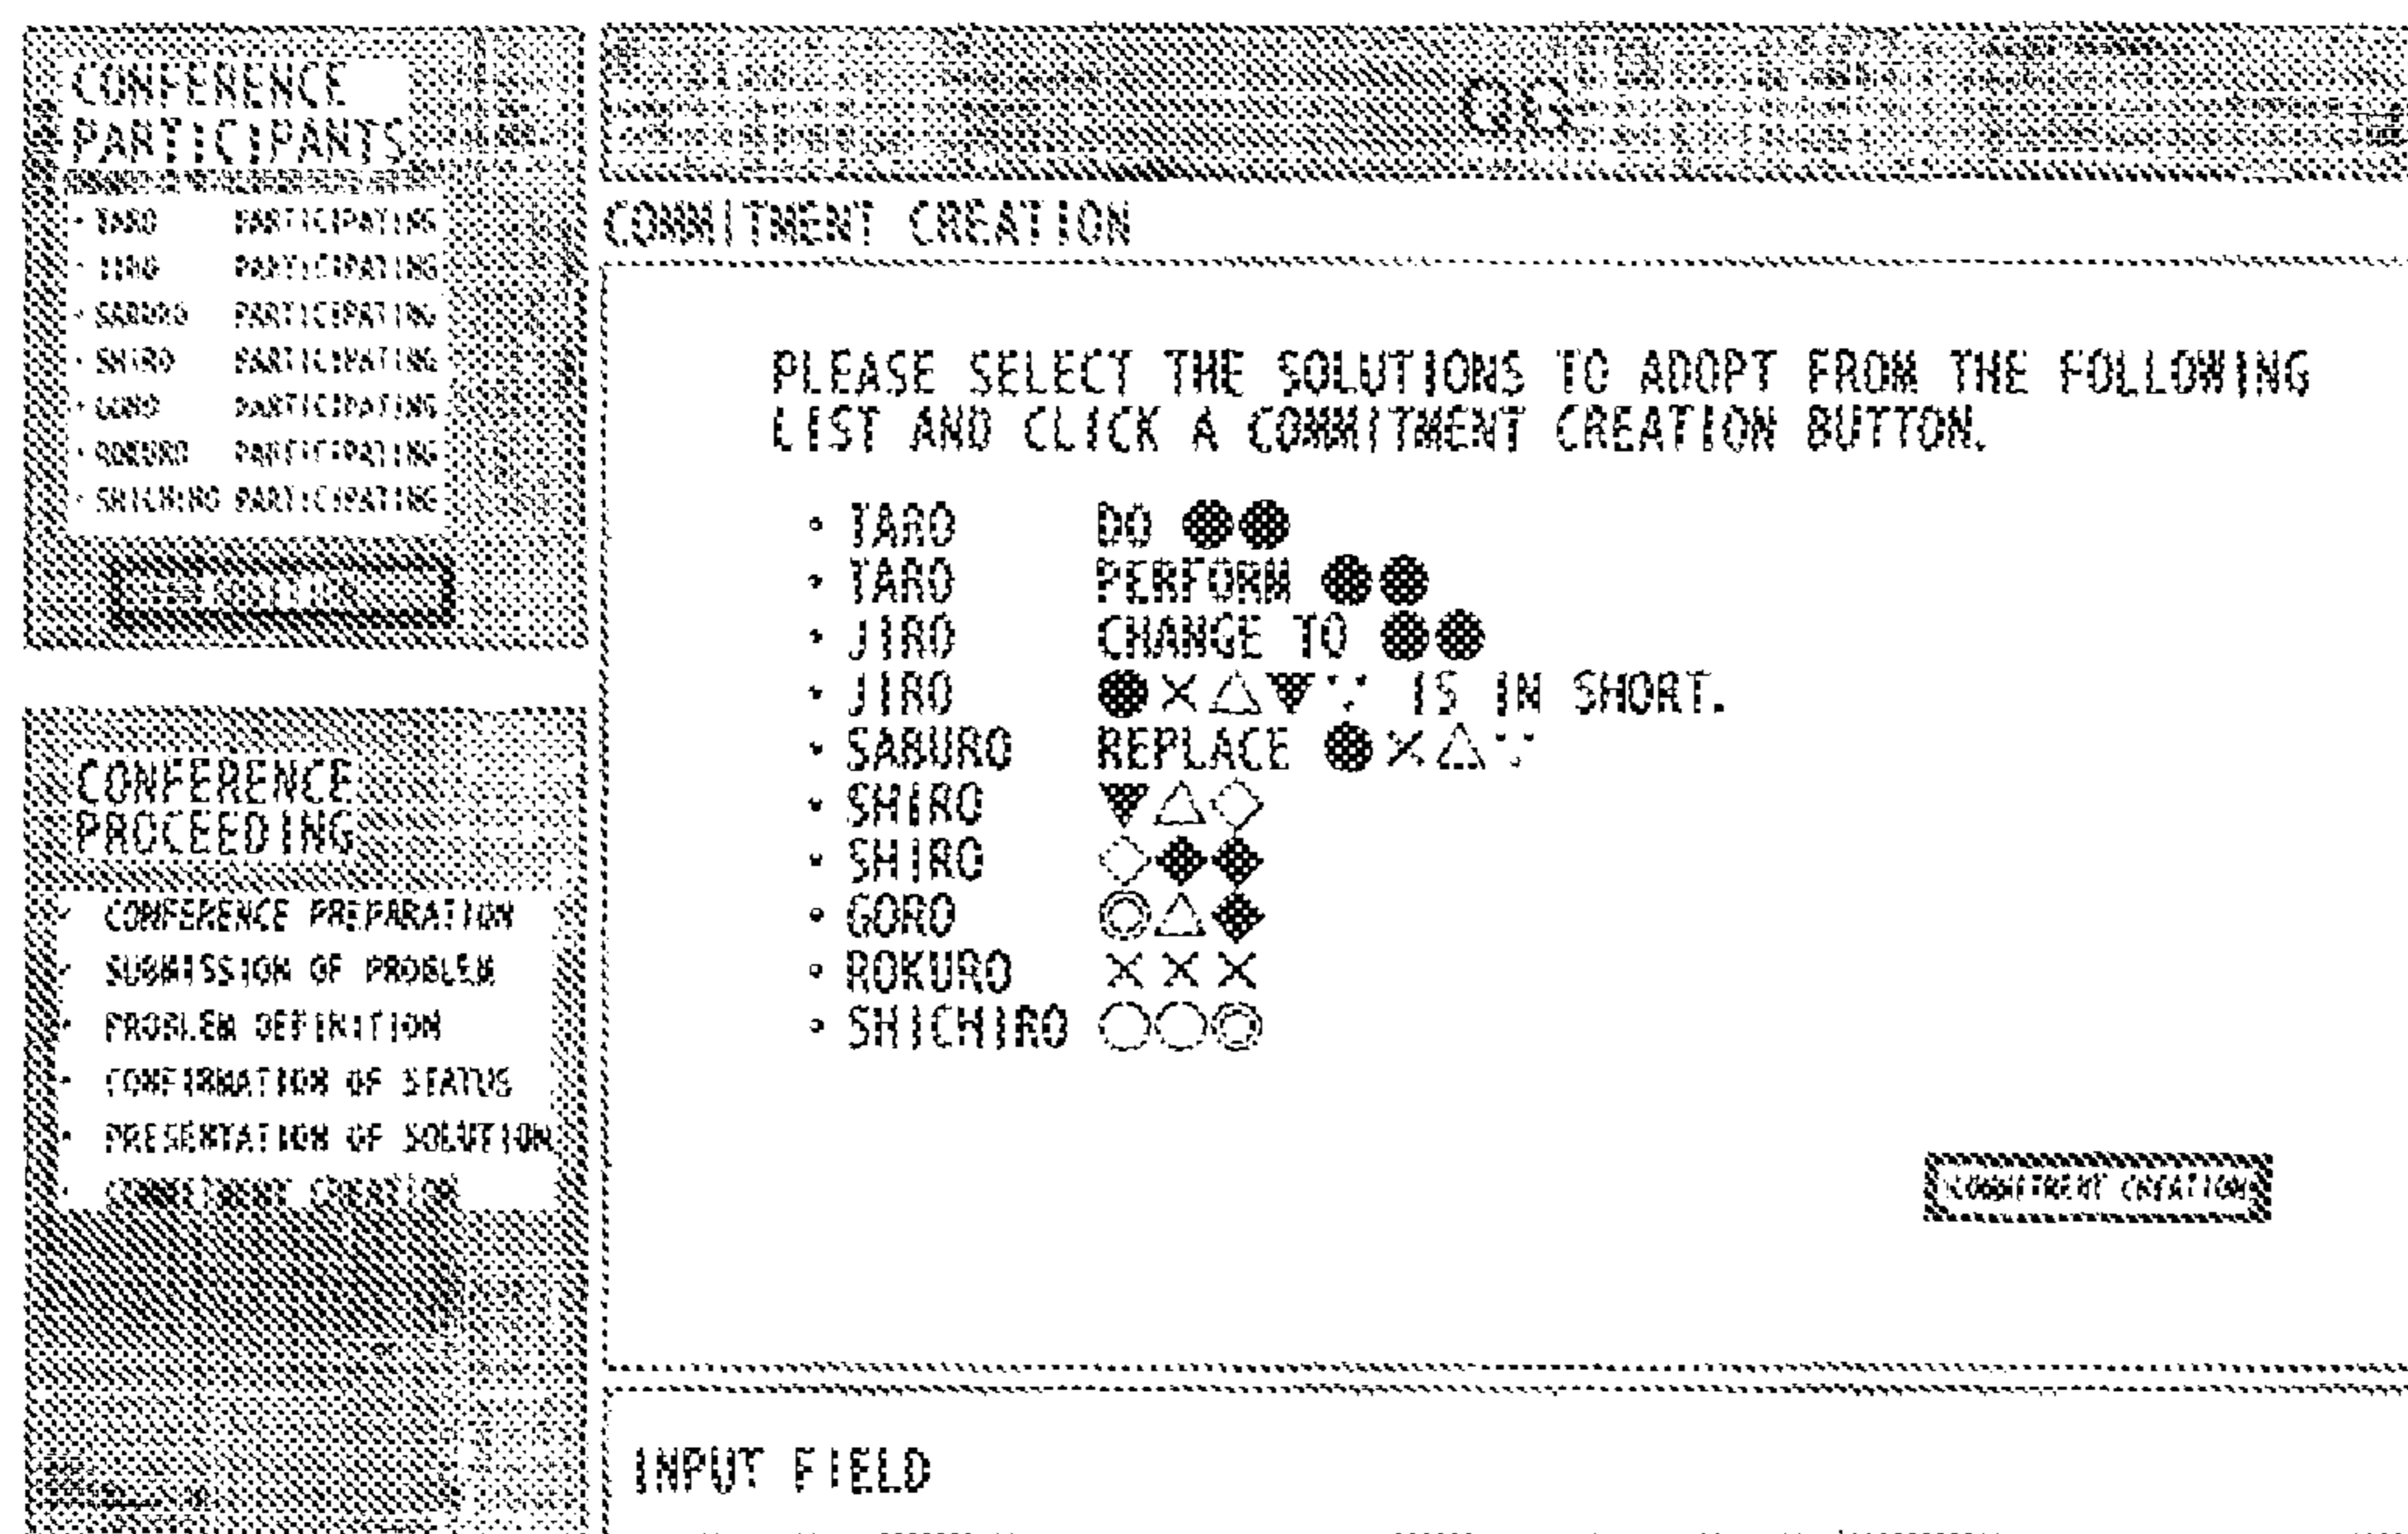 CONFERENCE
PARTICIPANTS
・TARO PARTICIPATING
・JIRO PARTICIPATING
・SABURO PARTICIPATING
・SHIRO PARTICIPATING
・GORO PARTICIPATING
・ROKURO PARTICIPATING
・SHICHIRO PARTICIPATING
CONFERENCE
PROCEEDING
・ CONFERENCE PREPARATION
・ SUBMISSION OF PROBLEM
・ PROBLEM DEFINITION
・ CONFIRMATION OF STATUS
・ PRESENTATION OF SOLUTION
・ COMMITMENT CREATION
COMMITMENT CREATION
PLEASE SELECT THE SOLUTIONS TO ADOPT FROM THE FOLLOWING
LIST AND CLICK A COMMITMENT CREATION BUTTON.
・TARO DO ●●
・TARO PERFORM ●●
・JIRO CHANGE TO ●●
・JIRO ●×△▼∵ IS IN SHORT.
・SABURO REPLACE ●×△∵
・SHIRO ▼△◇
・SHIRO ◇◆◆
・GORO ◎△◆
・ROKURO ×××
・SHICHIRO ○○◎
COMMITMENT CREATION
INPUT FIELD